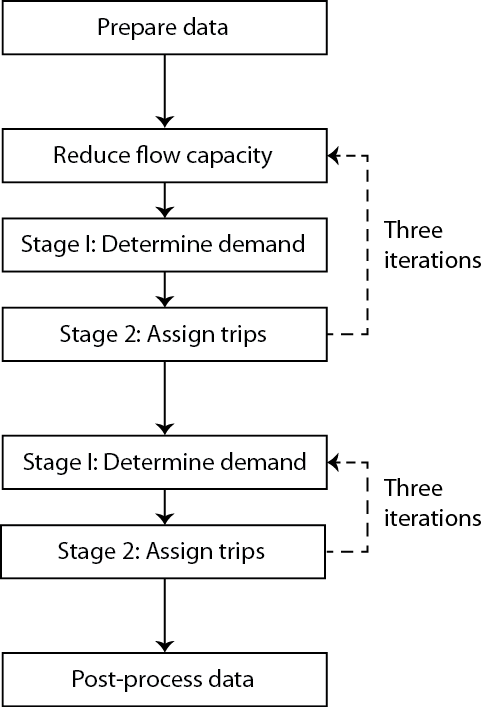 Prepare data
Reduce flow capacity
Stage I: Determine demand
Three
iterations
Stage 2: Assign trips
Stage I: Determine demand
Three
iterations
Stage 2: Assign trips
Post-process data